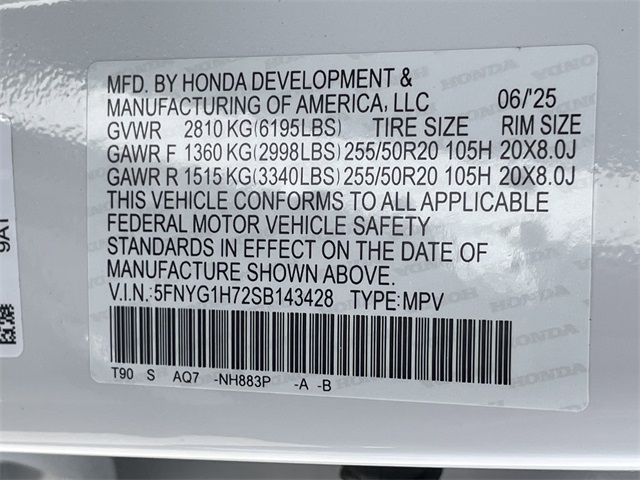 MFD. BY HONDA DEVELOPMENT &
MANUFACTURING OF AMERICA, LLC 06/'25
GVWR 2810 KG(6195LBS) TIRE SIZE RIM SIZE
GAWR F 1360 KG(2998LBS) 255/50R20 105H 20X8.0J
GAWR R 1515 KG(3340LBS) 255/50R20 105H 20X8.0J
THIS VEHICLE CONFORMS TO ALL APPLICABLE
FEDERAL MOTOR VEHICLE SAFETY
STANDARDS IN EFFECT ON THE DATE OF
MANUFACTURE SHOWN ABOVE.
V.I.N.:5FNYG1H72SB143428 TYPE:MPV
T90 S AQ7 -NH883P -A -B
9A1